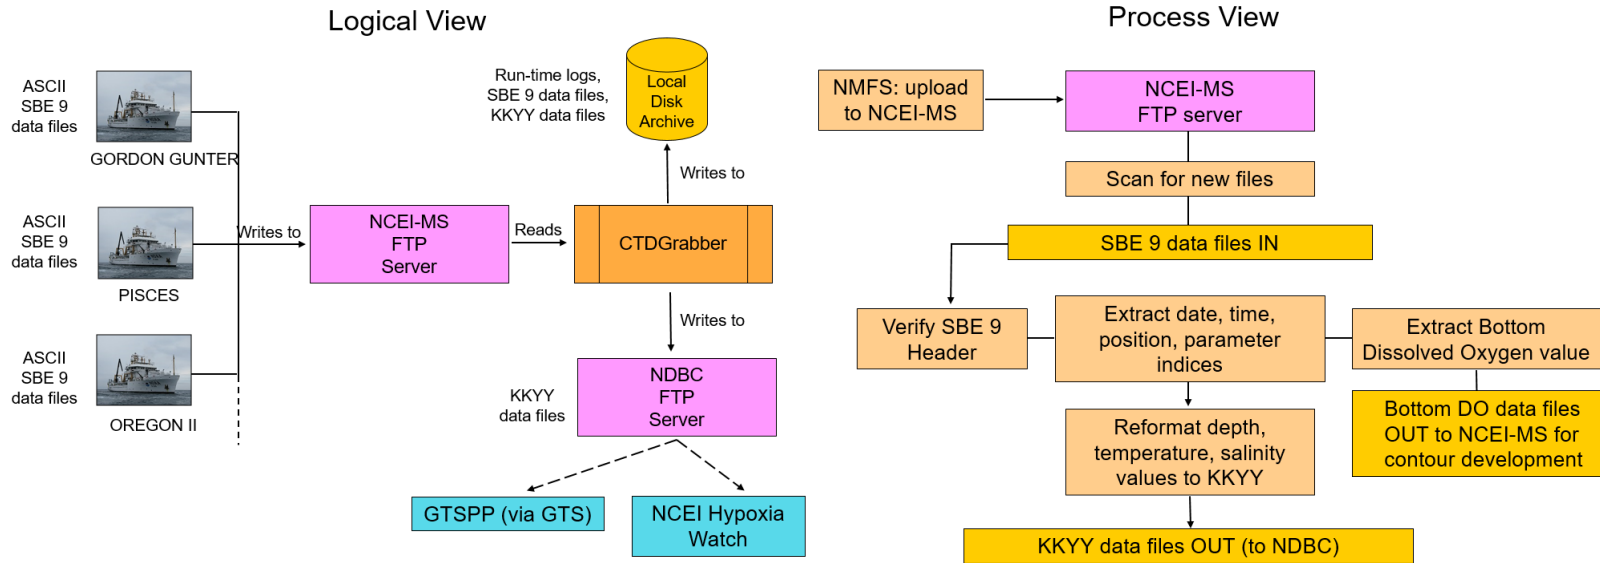 Logical View
ASCII
SBE 9
data files
GORDON GUNTER
ASCII
SBE 9
data files
PISCES
ASCII
SBE 9
data files
OREGON II
Writes to
NCEI-MS
FTP
Server
Reads
CTDGrabber
Writes to
Run-time logs,
SBE 9 data files,
KKYY data files
Local
Disk
Archive
Writes to
KKYY
data files
NDBC
FTP
Server
GTSPP (via GTS)
NCEI Hypoxia
Watch
Process View
NMFS: upload
to NCEI-MS
NCEI-MS
FTP server
Scan for new files
SBE 9 data files IN
Verify SBE 9
Header
Extract date, time,
position, parameter
indices
Extract Bottom
Dissolved Oxygen value
Bottom DO data files
OUT to NCEI-MS for
contour development
Reformat depth,
temperature, salinity
values to KKYY
KKYY data files OUT (to NDBC)